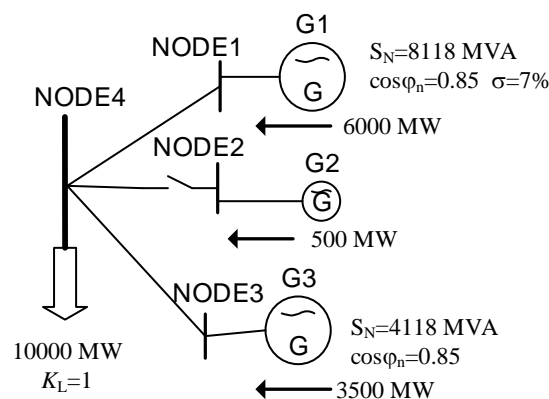 G1
NODE1
S_N=8118 MVA
G
cosφ_n=0.85 σ=7%
NODE4
6000 MW
NODE2
G2
G
500 MW
G3
NODE3
S_N=4118 MVA
G
cosφ_n=0.85
10000 MW
K_L=1
3500 MW